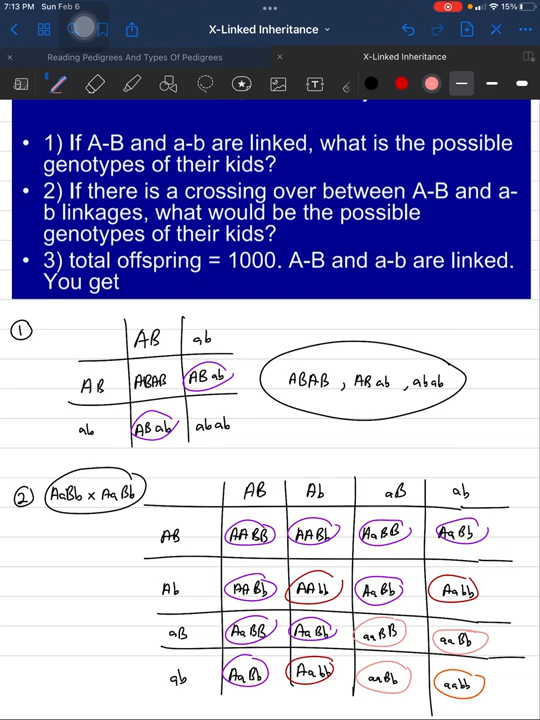 7:13 PM Sun Feb 6 15%
X-Linked Inheritance
Reading Pedigrees And Types Of Pedigrees X-Linked Inheritance
• 1) If A-B and a-b are linked, what is the possible
genotypes of their kids?
• 2) If there is a crossing over between A-B and a-
b linkages, what would be the possible
genotypes of their kids?
• 3) total offspring = 1000. A-B and a-b are linked.
You get
1
AB ab
AB ABAB ABab
ab ABab abab
ABAB, ABab, abab
2 AaBb x AaBb
AB Ab aB ab
AB AABB AABb AaBB AaBb
Ab AABb AAbb AaBb Aabb
aB AaBB AaBb aaBB aaBb
ab AaBb Aabb aaBb aabb